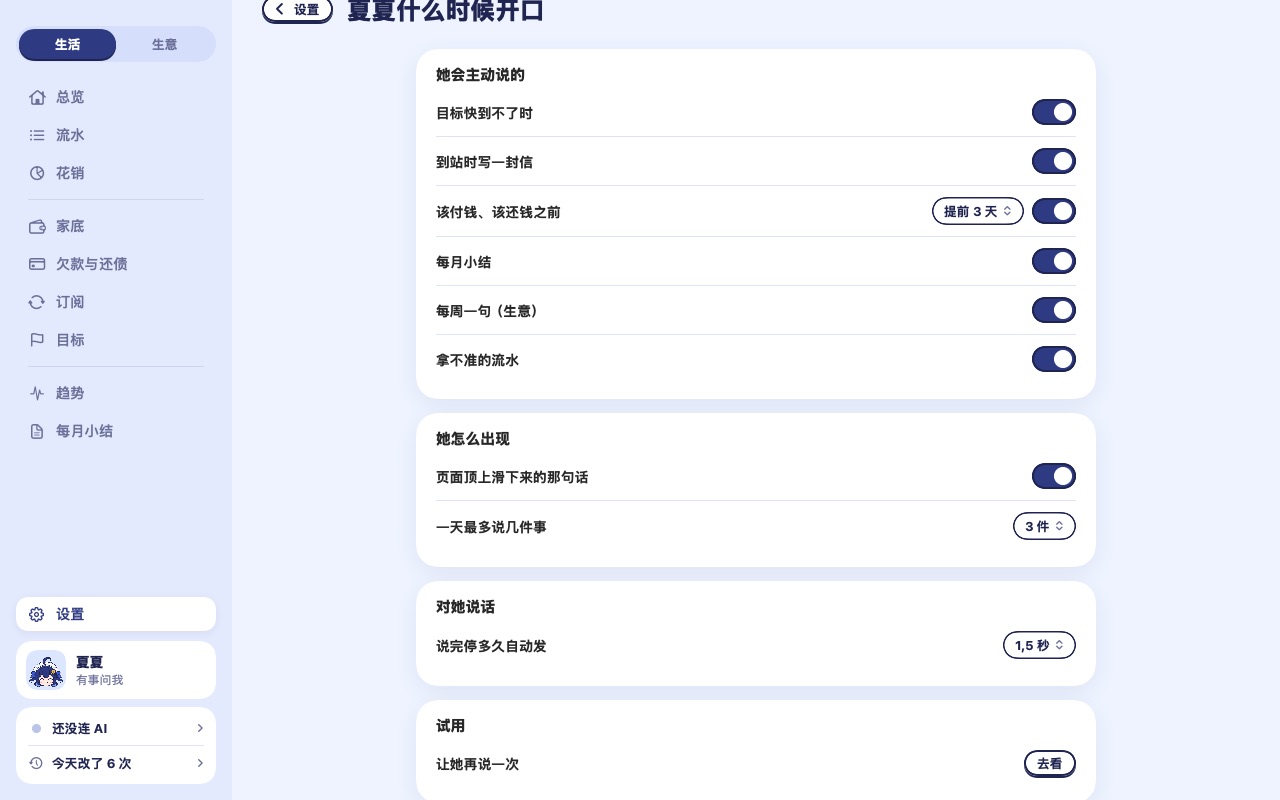 生活
生意
总览
流水
花销
家底
欠款与还债
订阅
目标
趋势
每月小结
设置
夏夏
有事问我
还没连 AI
今天改了 6 次
设置
夏夏什么时候开口
她会主动说的
目标快到不了时
到站时写一封信
该付钱、该还钱之前
提前 3 天
每月小结
每周一句（生意）
拿不准的流水
她怎么出现
页面顶上滑下来的那句话
一天最多说几件事
3 件
对她说话
说完停多久自动发
1,5 秒
试用
让她再说一次
去看